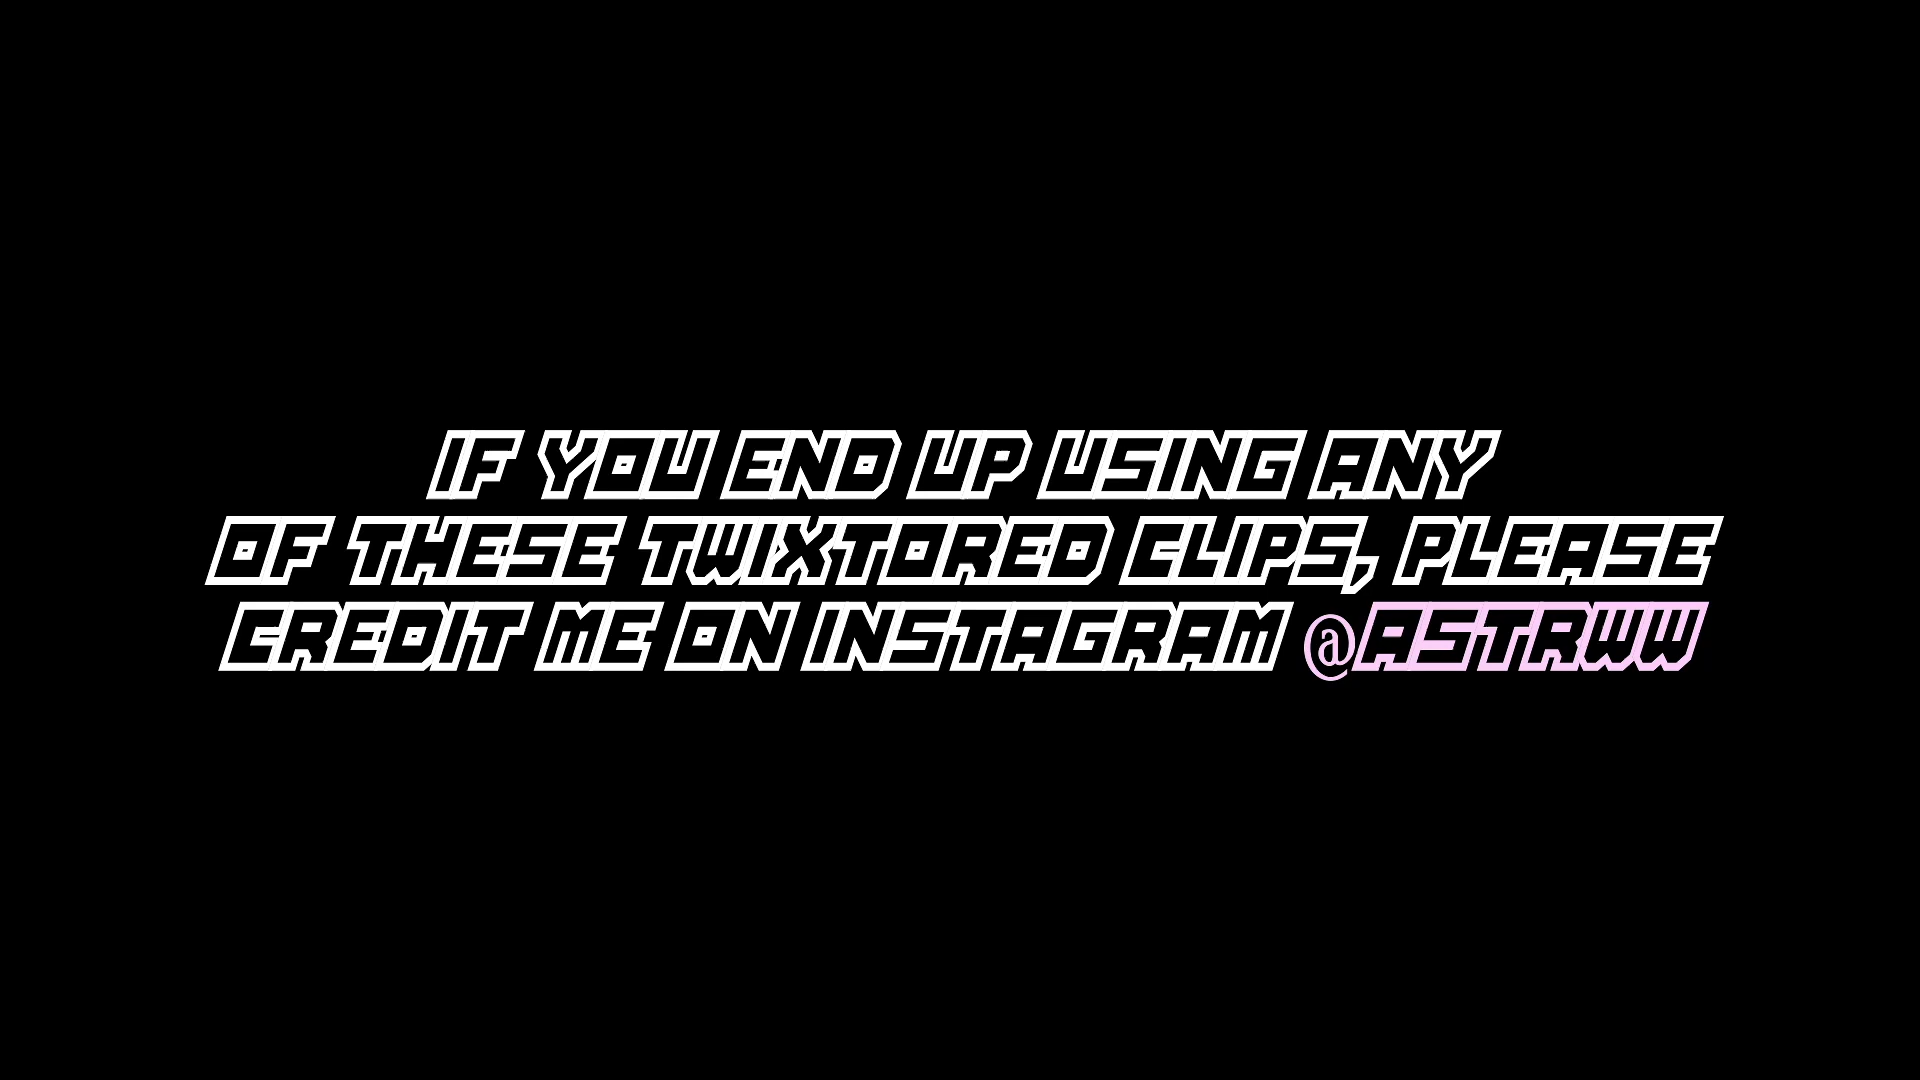 IF YOU END UP USING ANY
OF THESE TWIXTORED CLIPS, PLEASE
CREDIT ME ON INSTAGRAM @ASTRWW